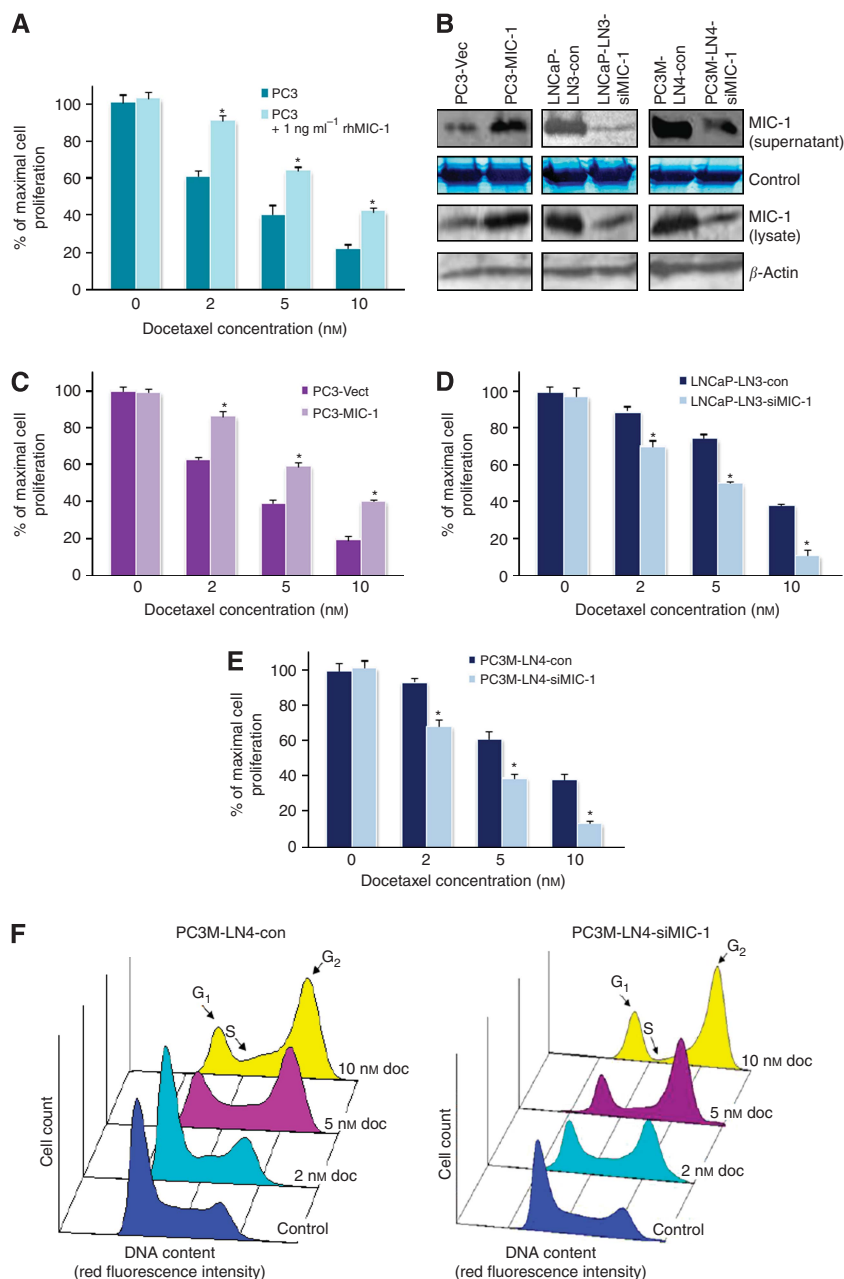 A
% of maximal cell
proliferation
100
80
60
40
20
0
PC3
PC3
+ 1 ng ml⁻¹ rhMIC-1
*
*
*
0 2 5 10
Docetaxel concentration (nM)
B
PC3-Vec
PC3-MIC-1
LNCaP-
LN3-con
LNCaP-LN3-
siMIC-1
PC3M-
LN4-con
PC3M-LN4-
siMIC-1
MIC-1
(supernatant)
Control
MIC-1
(lysate)
β-Actin
C
% of maximal cell
proliferation
100
80
60
40
20
0
PC3-Vect
PC3-MIC-1
*
*
*
0 2 5 10
Docetaxel concentration (nM)
D
% of maximal cell
proliferation
100
80
60
40
20
0
LNCaP-LN3-con
LNCaP-LN3-siMIC-1
*
*
*
0 2 5 10
Docetaxel concentration (nM)
E
% of maximal cell
proliferation
100
80
60
40
20
0
PC3M-LN4-con
PC3M-LN4-siMIC-1
*
*
*
0 2 5 10
Docetaxel concentration (nM)
F
PC3M-LN4-con
G₂
G₁
S
10 nM doc
5 nM doc
2 nM doc
Control
Cell count
DNA content
(red fluorescence intensity)
PC3M-LN4-siMIC-1
G₂
G₁
S
10 nM doc
5 nM doc
2 nM doc
Control
Cell count
DNA content
(red fluorescence intensity)